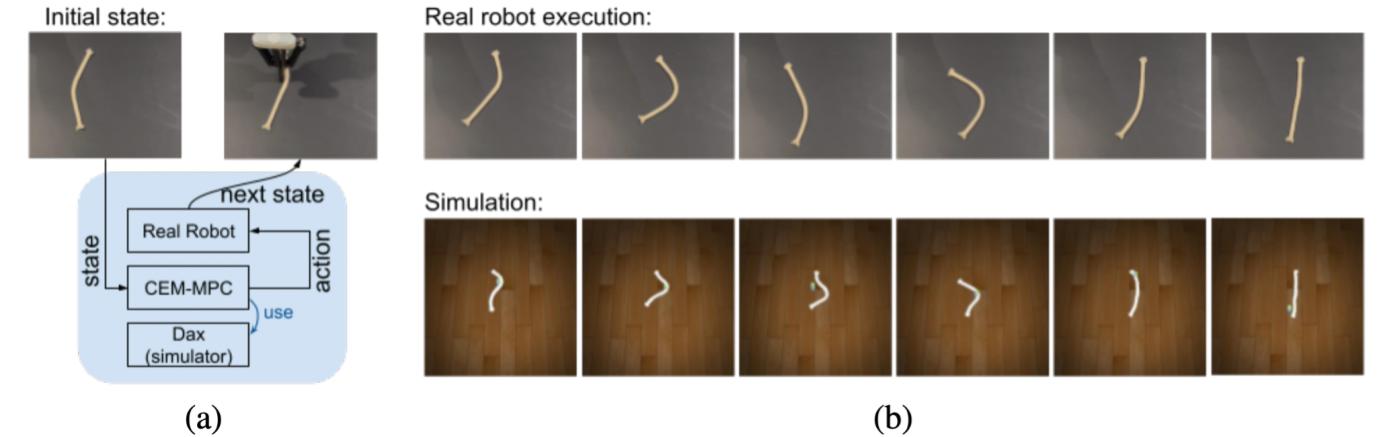 Initial state:
Real robot execution:
next state
Real Robot
state
action
CEM-MPC
use
Dax
(simulator)
Simulation:
(a)
(b)